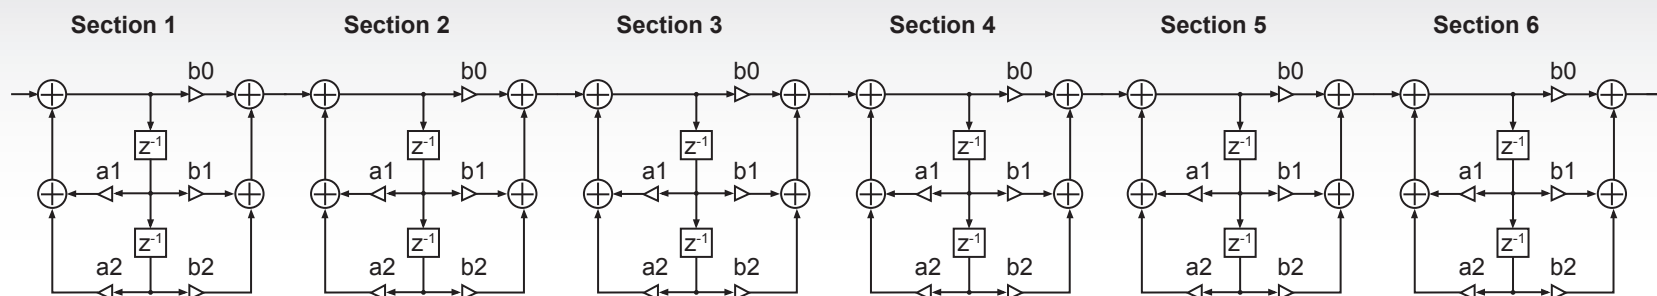 Section 1 Section 2 Section 3 Section 4 Section 5 Section 6
b0 b0 b0 b0 b0 b0
z-1 z-1 z-1 z-1 z-1 z-1
a1 b1 a1 b1 a1 b1 a1 b1 a1 b1 a1 b1
z-1 z-1 z-1 z-1 z-1 z-1
a2 b2 a2 b2 a2 b2 a2 b2 a2 b2 a2 b2